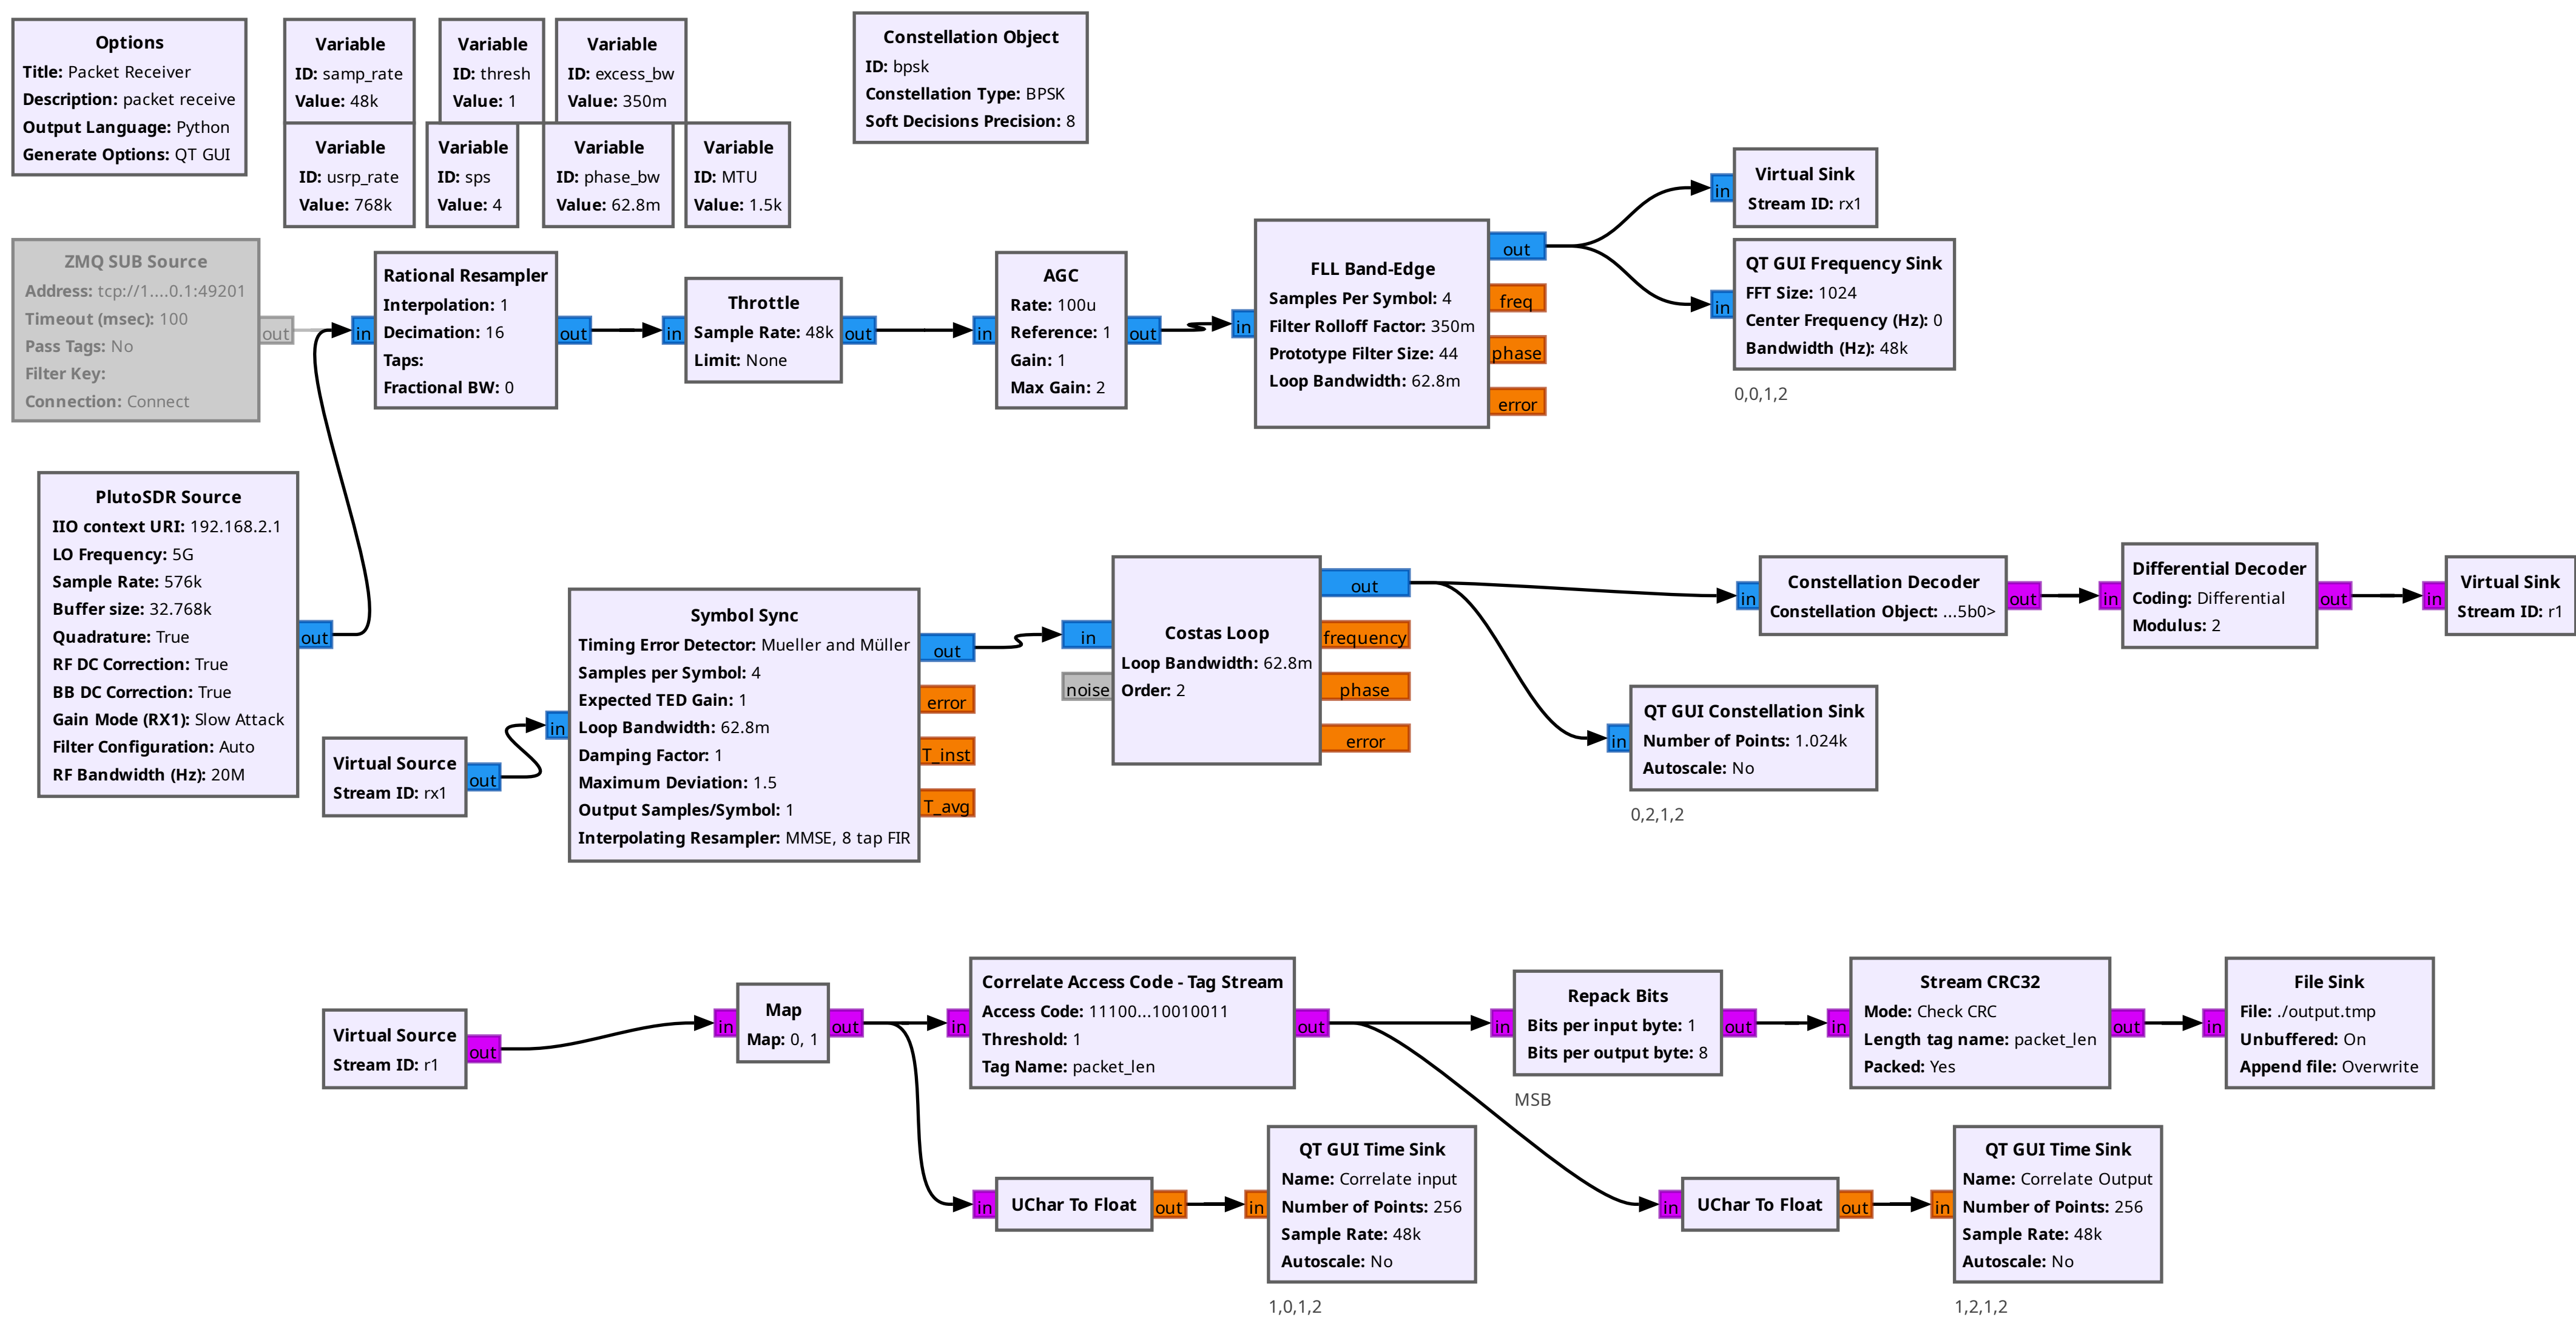 Options
Title: Packet Receiver
Description: packet receive
Output Language: Python
Generate Options: QT GUI
Variable
ID: samp_rate
Value: 48k
Variable
ID: thresh
Value: 1
Variable
ID: excess_bw
Value: 350m
Variable
ID: usrp_rate
Value: 768k
Variable
ID: sps
Value: 4
Variable
ID: phase_bw
Value: 62.8m
Variable
ID: MTU
Value: 1.5k
Constellation Object
ID: bpsk
Constellation Type: BPSK
Soft Decisions Precision: 8
ZMQ SUB Source
Address: tcp://1....0.1:49201
Timeout (msec): 100
Pass Tags: No
Filter Key:
Connection: Connect
out
in
Rational Resampler
Interpolation: 1
Decimation: 16
Taps:
Fractional BW: 0
out
in
Throttle
Sample Rate: 48k
Limit: None
out
in
AGC
Rate: 100u
Reference: 1
Gain: 1
Max Gain: 2
out
in
FLL Band-Edge
Samples Per Symbol: 4
Filter Rolloff Factor: 350m
Prototype Filter Size: 44
Loop Bandwidth: 62.8m
out
freq
phase
error
in
Virtual Sink
Stream ID: rx1
in
QT GUI Frequency Sink
FFT Size: 1024
Center Frequency (Hz): 0
Bandwidth (Hz): 48k
0,0,1,2
PlutoSDR Source
IIO context URI: 192.168.2.1
LO Frequency: 5G
Sample Rate: 576k
Buffer size: 32.768k
Quadrature: True
RF DC Correction: True
BB DC Correction: True
Gain Mode (RX1): Slow Attack
Filter Configuration: Auto
RF Bandwidth (Hz): 20M
out
Virtual Source
Stream ID: rx1
out
in
Symbol Sync
Timing Error Detector: Mueller and Müller
Samples per Symbol: 4
Expected TED Gain: 1
Loop Bandwidth: 62.8m
Damping Factor: 1
Maximum Deviation: 1.5
Output Samples/Symbol: 1
Interpolating Resampler: MMSE, 8 tap FIR
out
error
T_inst
T_avg
in
noise
Costas Loop
Loop Bandwidth: 62.8m
Order: 2
out
frequency
phase
error
in
Constellation Decoder
Constellation Object: ...5b0>
out
in
Differential Decoder
Coding: Differential
Modulus: 2
out
in
Virtual Sink
Stream ID: r1
in
QT GUI Constellation Sink
Number of Points: 1.024k
Autoscale: No
0,2,1,2
Virtual Source
Stream ID: r1
out
in
Map
Map: 0, 1
out
in
Correlate Access Code - Tag Stream
Access Code: 11100...10010011
Threshold: 1
Tag Name: packet_len
out
in
Repack Bits
Bits per input byte: 1
Bits per output byte: 8
out
MSB
in
Stream CRC32
Mode: Check CRC
Length tag name: packet_len
Packed: Yes
out
in
File Sink
File: ./output.tmp
Unbuffered: On
Append file: Overwrite
in
UChar To Float
out
in
QT GUI Time Sink
Name: Correlate input
Number of Points: 256
Sample Rate: 48k
Autoscale: No
1,0,1,2
in
UChar To Float
out
in
QT GUI Time Sink
Name: Correlate Output
Number of Points: 256
Sample Rate: 48k
Autoscale: No
1,2,1,2